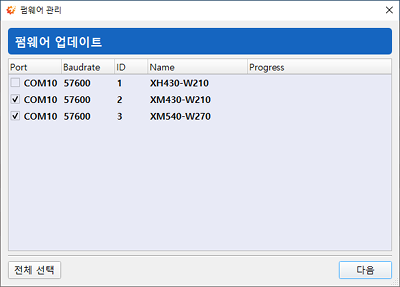 펌웨어 관리
펌웨어 업데이트
Port Baudrate ID Name Progress
COM10 57600 1 XH430-W210
COM10 57600 2 XM430-W210
COM10 57600 3 XM540-W270
전체 선택 다음